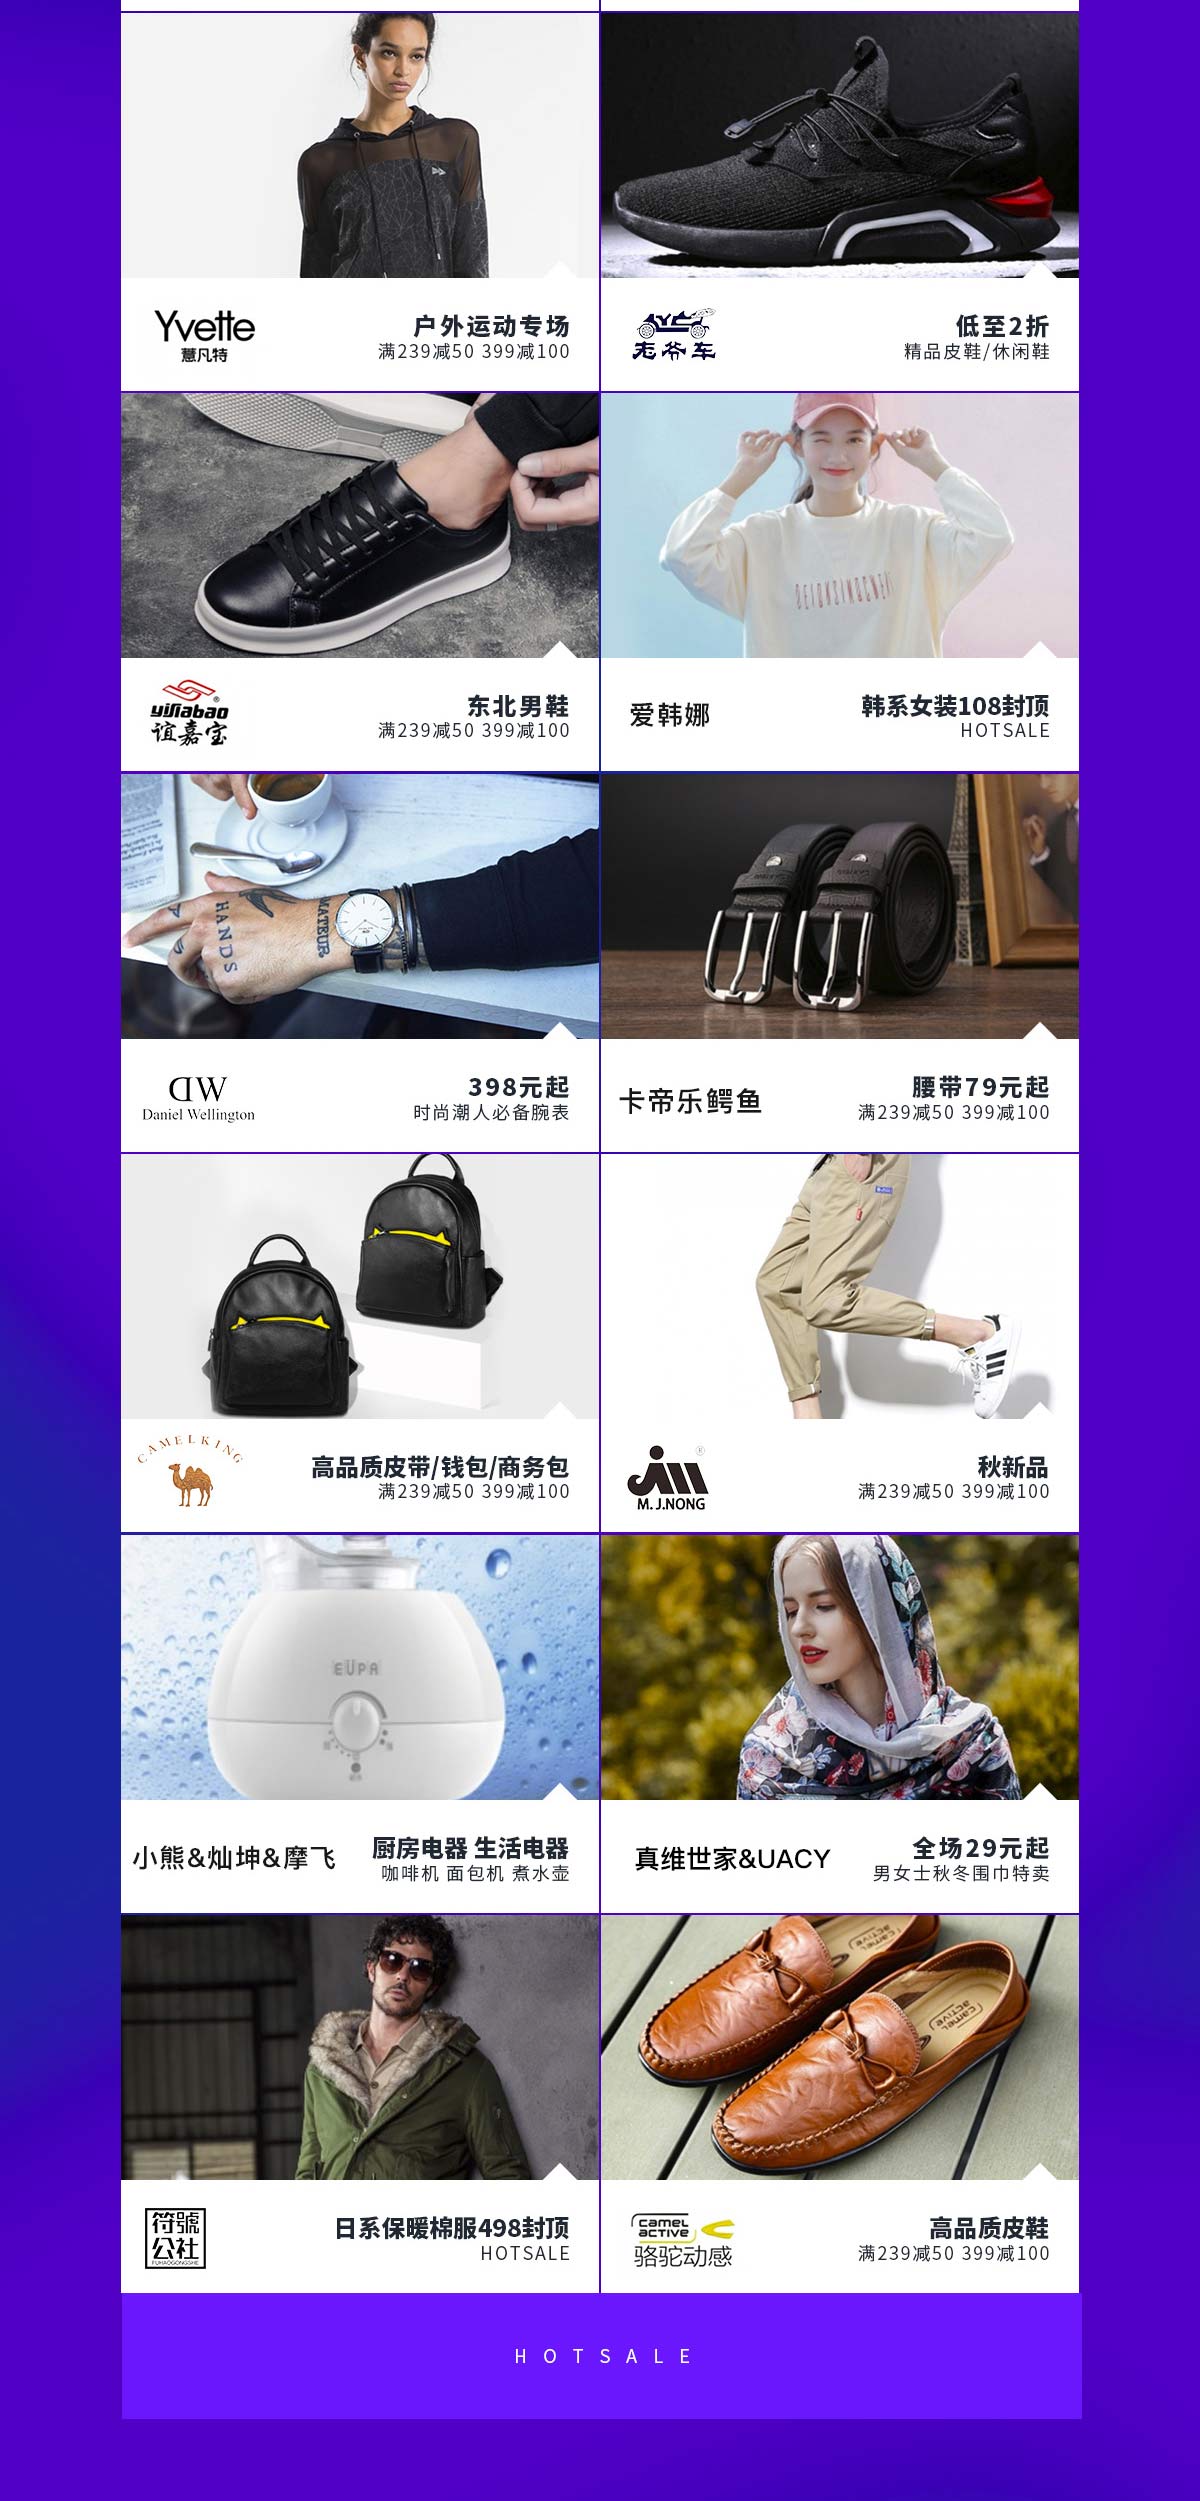 Yvette
薏凡特
户外运动专场
满239减50 399减100
老爷车
低至2折
精品皮鞋/休闲鞋
yijiabao
谊嘉宝
东北男鞋
满239减50 399减100
爱韩娜
韩系女装108封顶
HOTSALE
HANDS
AMATEUR
DW
Daniel Wellington
398元起
时尚潮人必备腕表
卡帝乐鳄鱼
腰带79元起
满239减50 399减100
CAMELKING
高品质皮带/钱包/商务包
满239减50 399减100
M.J.NONG
秋新品
满239减50 399减100
EUPA
小熊&灿坤&摩飞
厨房电器 生活电器
咖啡机 面包机 煮水壶
真维世家&UACY
全场29元起
男女士秋冬围巾特卖
符號
公社
FUHAOGONGSHE
日系保暖棉服498封顶
HOTSALE
camel
active
camel
active
camel
active
骆驼动感
高品质皮鞋
满239减50 399减100
HOTSALE